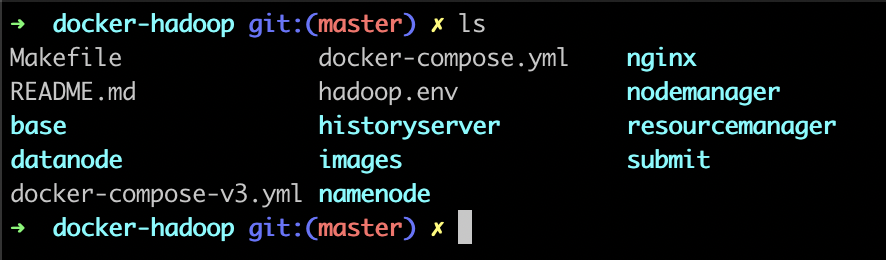 ➜  docker-hadoop git:(master) ✗ ls
Makefile              docker-compose.yml    nginx
README.md             hadoop.env            nodemanager
base                  historyserver         resourcemanager
datanode              images                submit
docker-compose-v3.yml namenode
➜  docker-hadoop git:(master) ✗